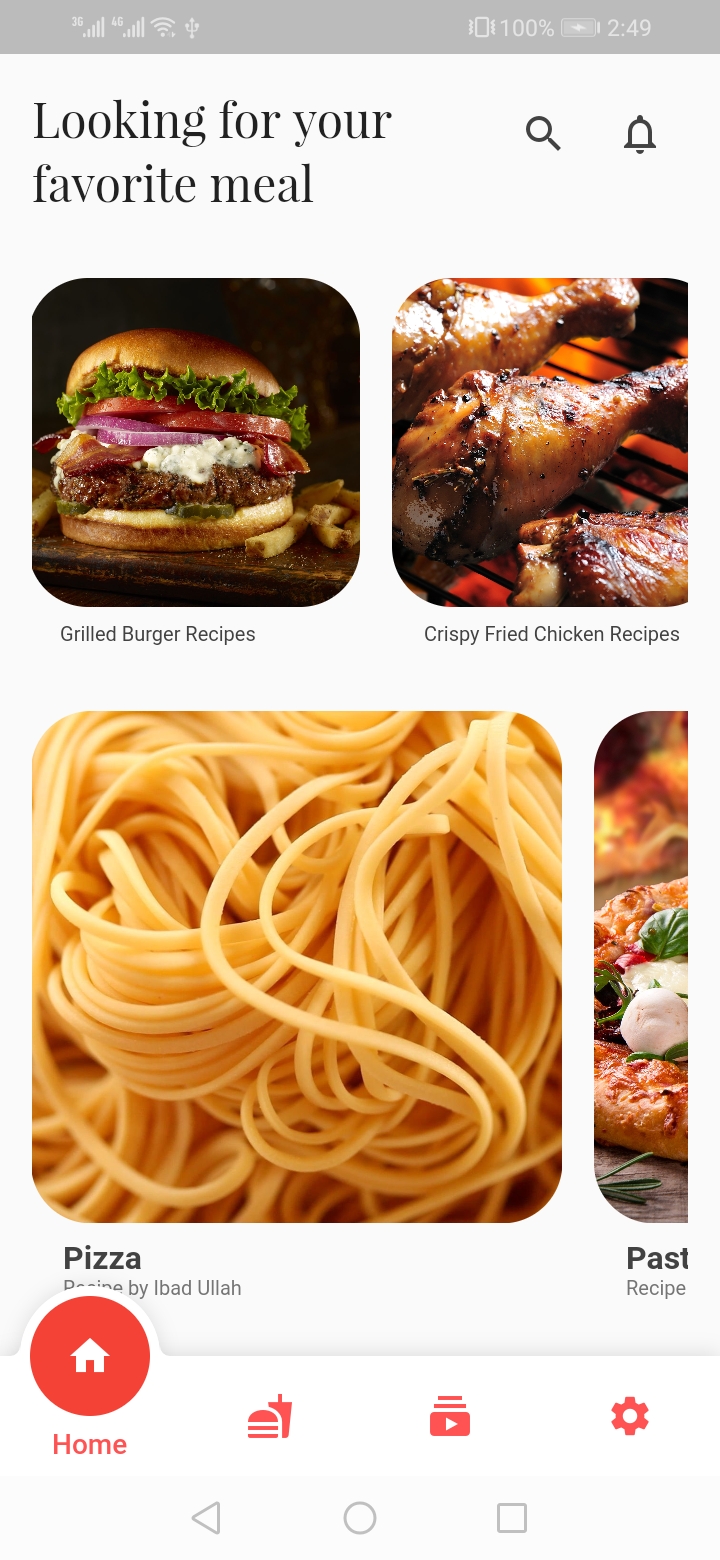 3G 4G 100% 2:49
Looking for your
favorite meal
Grilled Burger Recipes
Crispy Fried Chicken Recipes
Pizza
Past
Recipe by Ibad Ullah
Recipe
Home